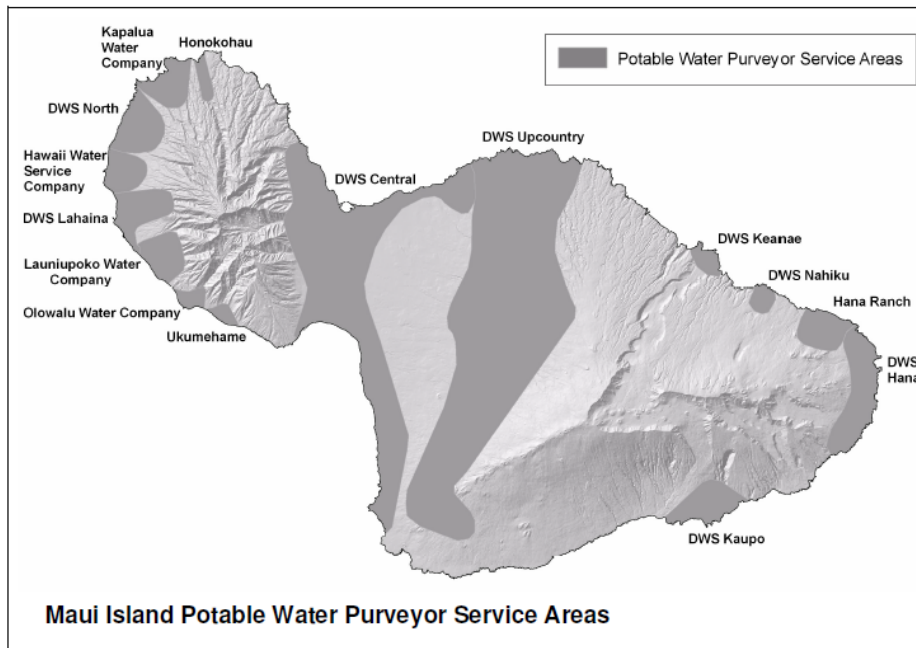 Kapalua
Water
Company
Honokohau
Potable Water Purveyor Service Areas
DWS North
DWS Upcountry
Hawaii Water
Service
Company
DWS Central
DWS Lahaina
DWS Keanae
Launiupoko Water
Company
DWS Nahiku
Hana Ranch
Olowalu Water Company
Ukumehame
DWS
Hana
DWS Kaupo
Maui Island Potable Water Purveyor Service Areas